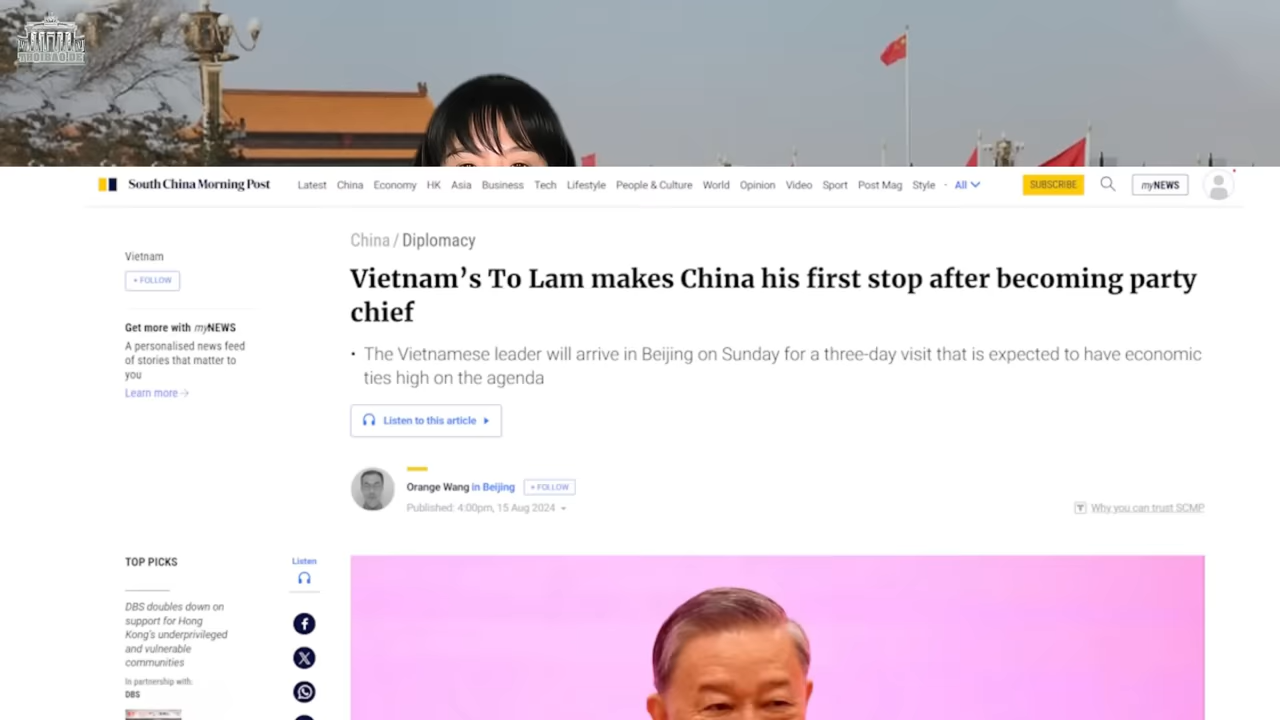 THOIBAO.DE
South China Morning Post
Latest China Economy HK Asia Business Tech Lifestyle People & Culture World Opinion Video Sport Post Mag Style · All
SUBSCRIBE
myNEWS
Vietnam
+ FOLLOW
Get more with myNEWS
A personalised news feed
of stories that matter to
you
Learn more →
China / Diplomacy
Vietnam’s To Lam makes China his first stop after becoming party
chief
• The Vietnamese leader will arrive in Beijing on Sunday for a three-day visit that is expected to have economic
ties high on the agenda
Listen to this article
Orange Wang in Beijing + FOLLOW
Published: 4:00pm, 15 Aug 2024
Why you can trust SCMP
TOP PICKS
DBS doubles down on
support for Hong
Kong's underprivileged
and vulnerable
communities
In partnership with:
DBS
Listen